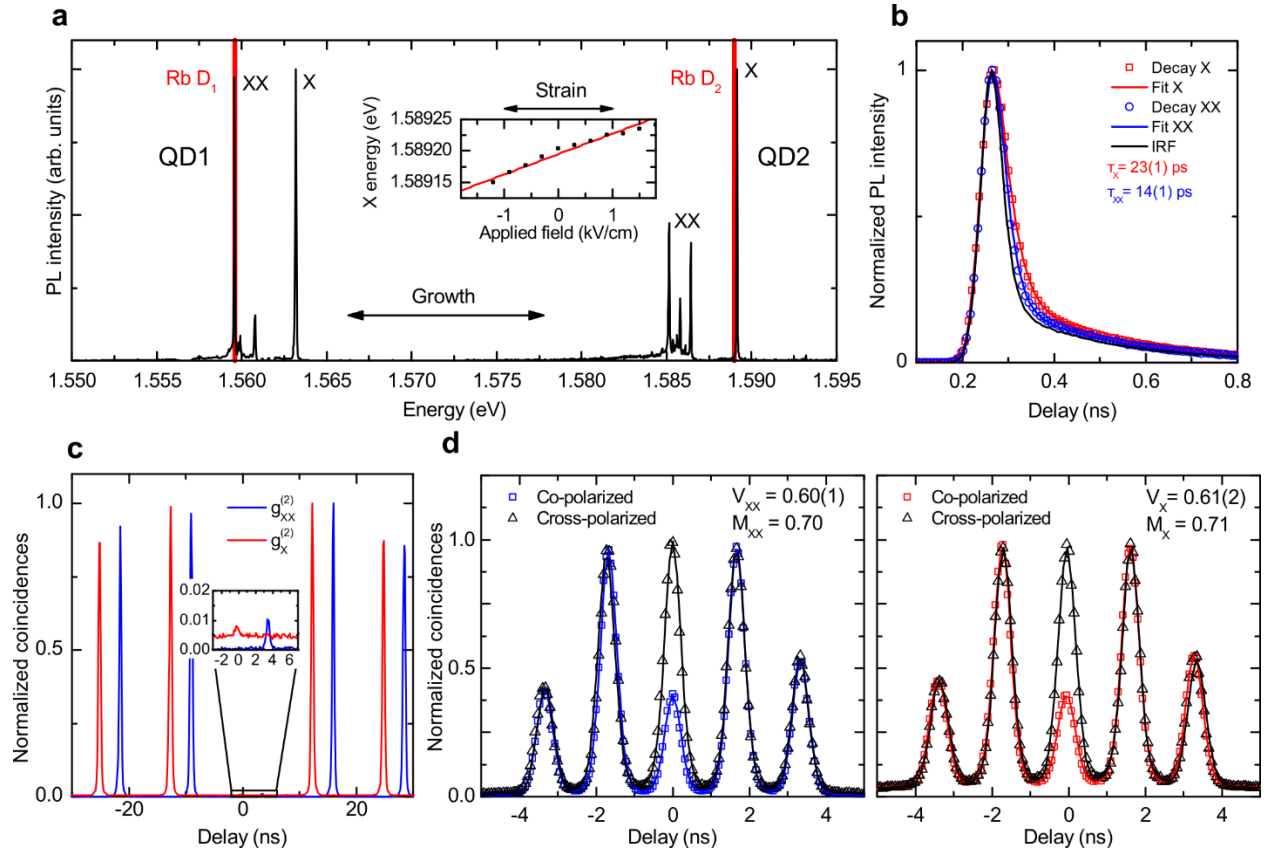 a
PL intensity (arb. units)
Rb D1
XX
X
QD1
Strain
X energy (eV)
1.58925
1.58920
1.58915
-1
0
1
Applied field (kV/cm)
Growth
XX
Rb D2
X
QD2
1.550
1.555
1.560
1.565
1.570
1.575
1.580
1.585
1.590
1.595
Energy (eV)
b
Normalized PL intensity
1
0
Decay X
Fit X
Decay XX
Fit XX
IRF
τX= 23(1) ps
τXX= 14(1) ps
0.2
0.4
0.6
0.8
Delay (ns)
c
Normalized coincidences
1.0
0.5
0.0
gXX(2)
gX(2)
0.02
0.01
0.00
-2 0 2 4 6
-20
0
20
Delay (ns)
d
Normalized coincidences
1.0
0.5
0.0
Co-polarized
Cross-polarized
VXX = 0.60(1)
MXX = 0.70
-4
-2
0
2
4
Delay (ns)
Co-polarized
Cross-polarized
VX = 0.61(2)
MX = 0.71
-4
-2
0
2
4
Delay (ns)